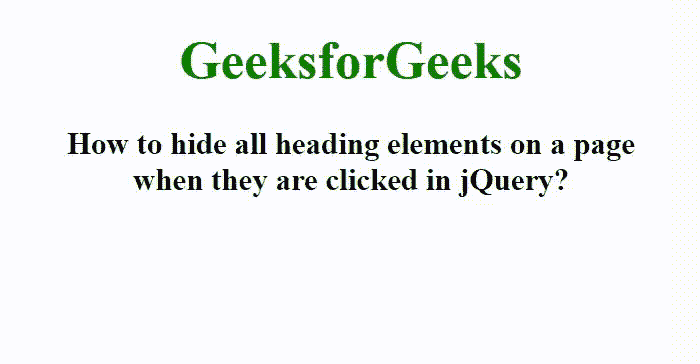 GeeksforGeeks
How to hide all heading elements on a page
when they are clicked in jQuery?